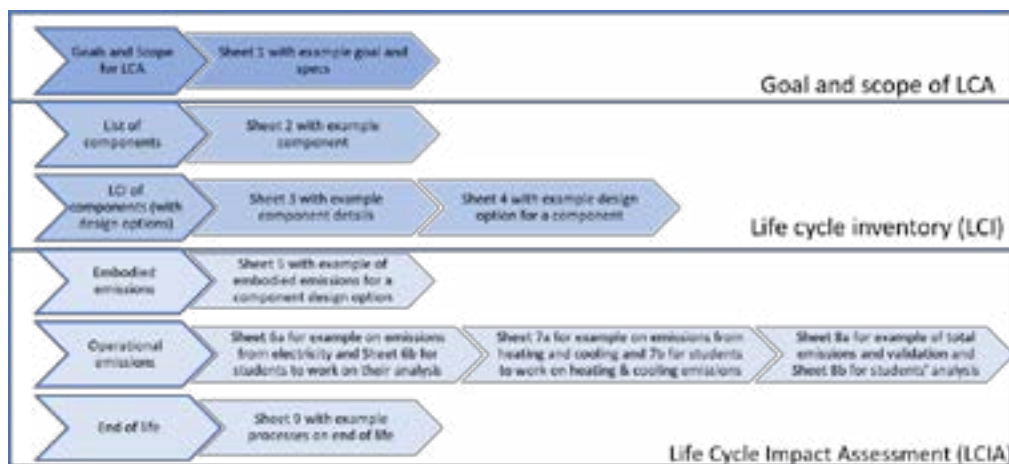 Goals and Scope
for LCA
Sheet 1 with example goal and
specs
Goal and scope of LCA
List of
components
Sheet 2 with example
component
LCI of
components (with
design options)
Sheet 3 with example
component details
Sheet 4 with example design
option for a component
Life cycle inventory (LCI)
Embodied
emissions
Sheet 5 with example of
embodied emissions for a
component design option
Operational
emissions
Sheet 6a for example on emissions
from electricity and Sheet 6b for
students to work on their analysis
Sheet 7a for example on emissions from
heating and cooling and 7b for students
to work on heating & cooling emissions
Sheet 8a for example of total
emissions and validation and
Sheet 8b for students' analysis
End of life
Sheet 9 with example
processes on end of life
Life Cycle Impact Assessment (LCIA)